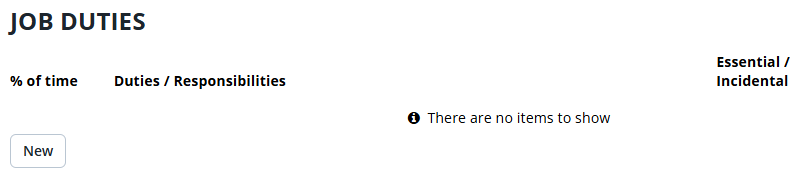 JOB DUTIES
% of time Duties / Responsibilities Essential /
Incidental
There are no items to show
New